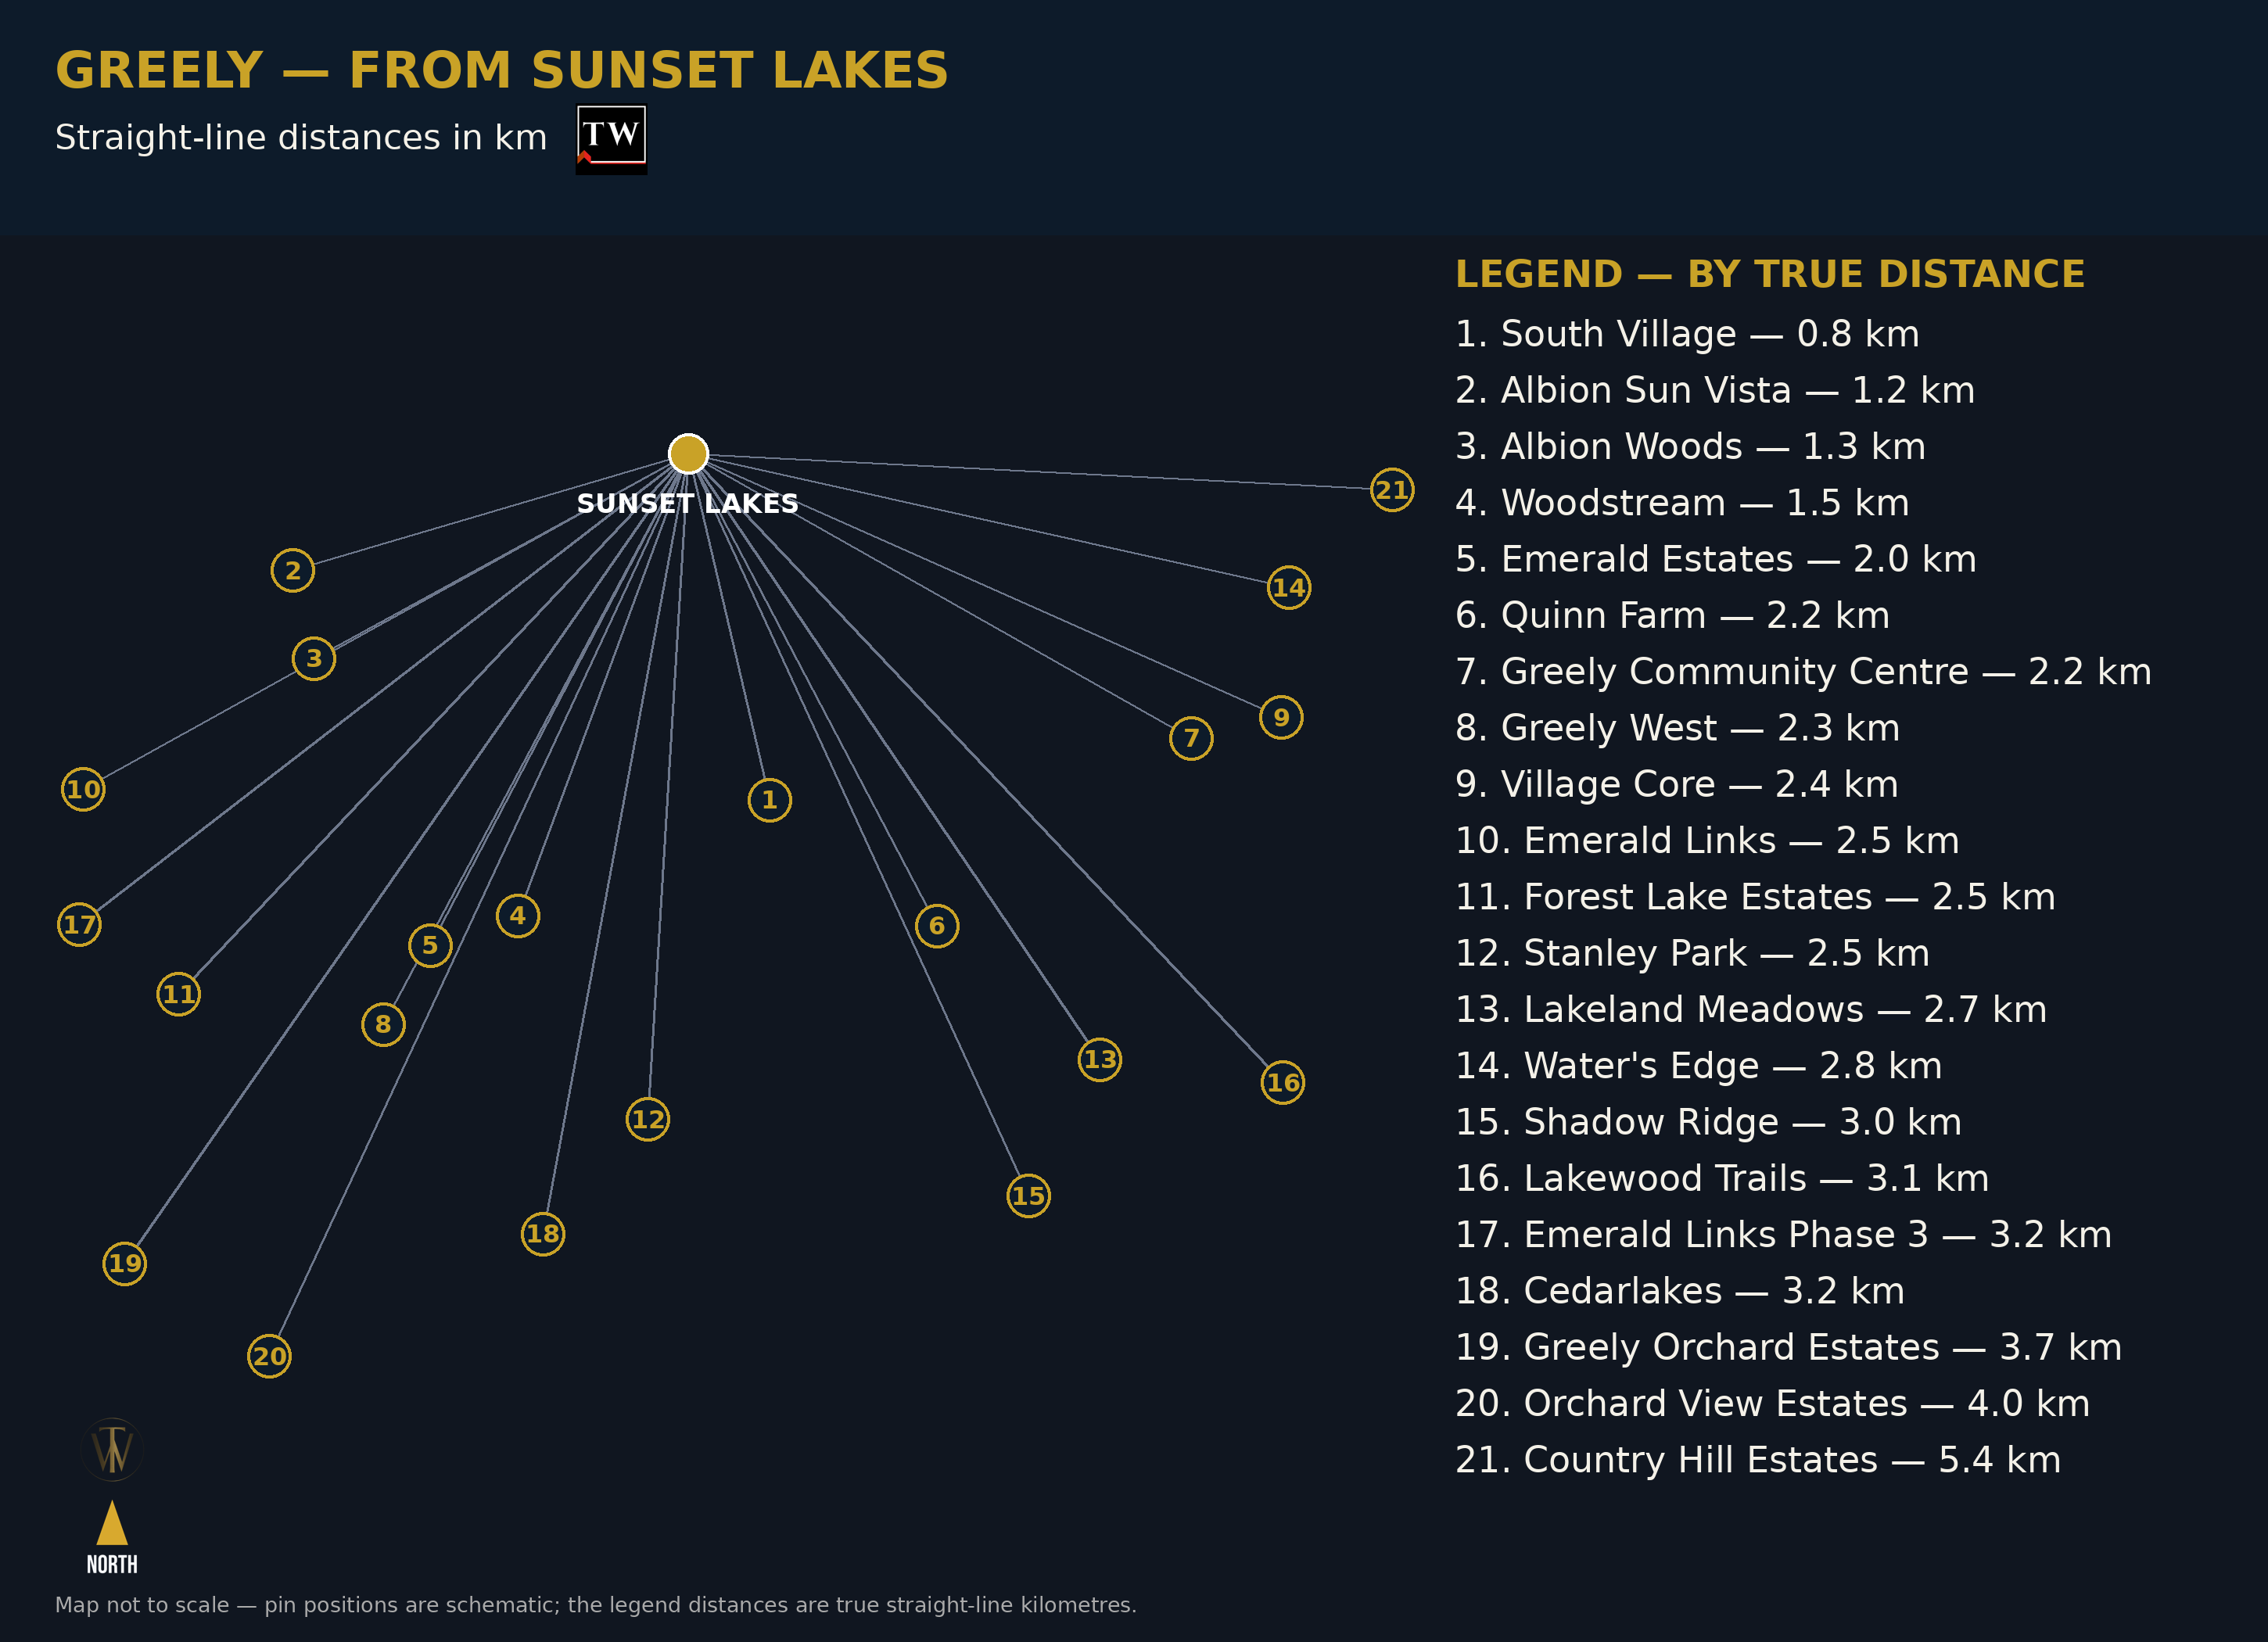 GREELY — FROM SUNSET LAKES
Straight-line distances in km
TW
LEGEND — BY TRUE DISTANCE
1. South Village — 0.8 km
2. Albion Sun Vista — 1.2 km
3. Albion Woods — 1.3 km
4. Woodstream — 1.5 km
5. Emerald Estates — 2.0 km
6. Quinn Farm — 2.2 km
7. Greely Community Centre — 2.2 km
8. Greely West — 2.3 km
9. Village Core — 2.4 km
10. Emerald Links — 2.5 km
11. Forest Lake Estates — 2.5 km
12. Stanley Park — 2.5 km
13. Lakeland Meadows — 2.7 km
14. Water's Edge — 2.8 km
15. Shadow Ridge — 3.0 km
16. Lakewood Trails — 3.1 km
17. Emerald Links Phase 3 — 3.2 km
18. Cedarlakes — 3.2 km
19. Greely Orchard Estates — 3.7 km
20. Orchard View Estates — 4.0 km
21. Country Hill Estates — 5.4 km
SUNSET LAKES
21
2
14
3
9
7
10
1
4
17
6
5
11
8
13
16
12
15
18
19
20
TW
NORTH
Map not to scale — pin positions are schematic; the legend distances are true straight-line kilometres.